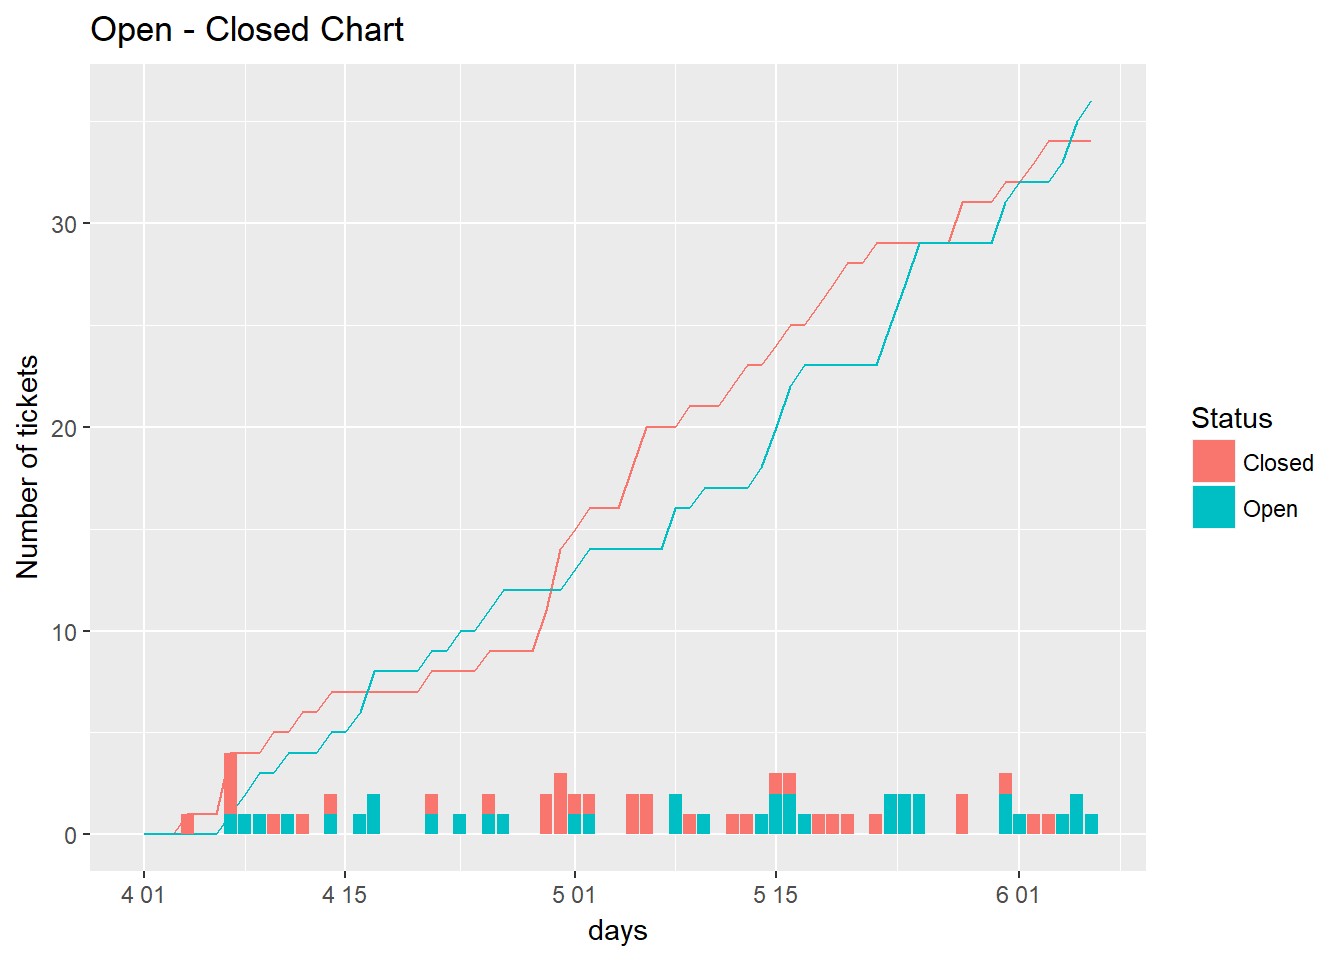 Open - Closed Chart
Number of tickets
30
20
10
0
4 01
4 15
5 01
5 15
6 01
days
Status
Closed
Open